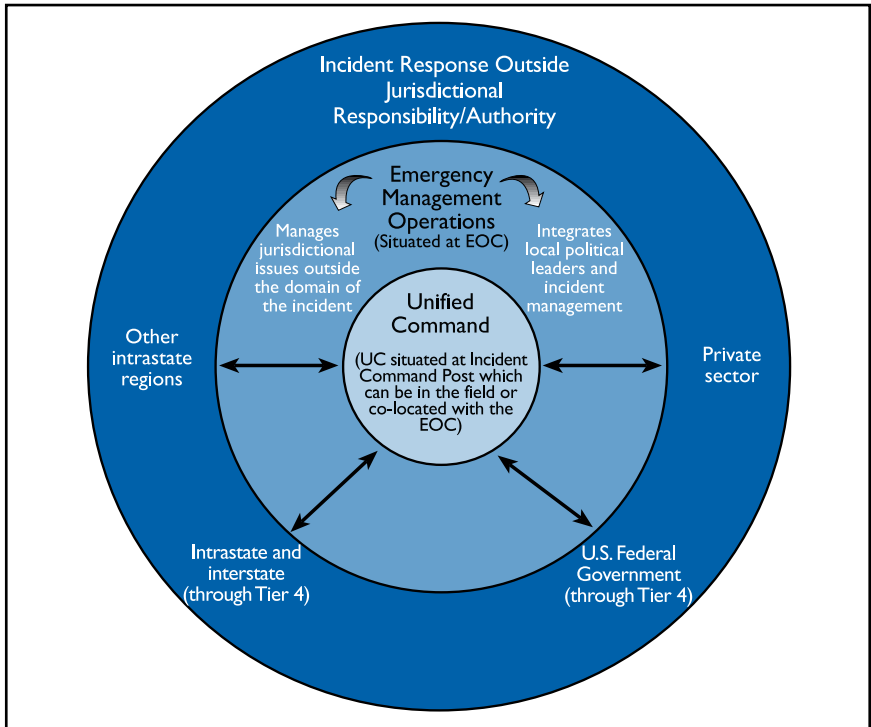 Incident Response Outside
Jurisdictional
Responsibility/Authority
Emergency
Management
Operations
(Situated at EOC)
Manages
jurisdictional
issues outside
the domain of
the incident
Integrates
local political
leaders and
incident
management
Unified
Command
(UC situated at Incident
Command Post which
can be in the field or
co-located with the
EOC)
Other
intrastate
regions
Private
sector
Intrastate and
interstate
(through Tier 4)
U.S. Federal
Government
(through Tier 4)